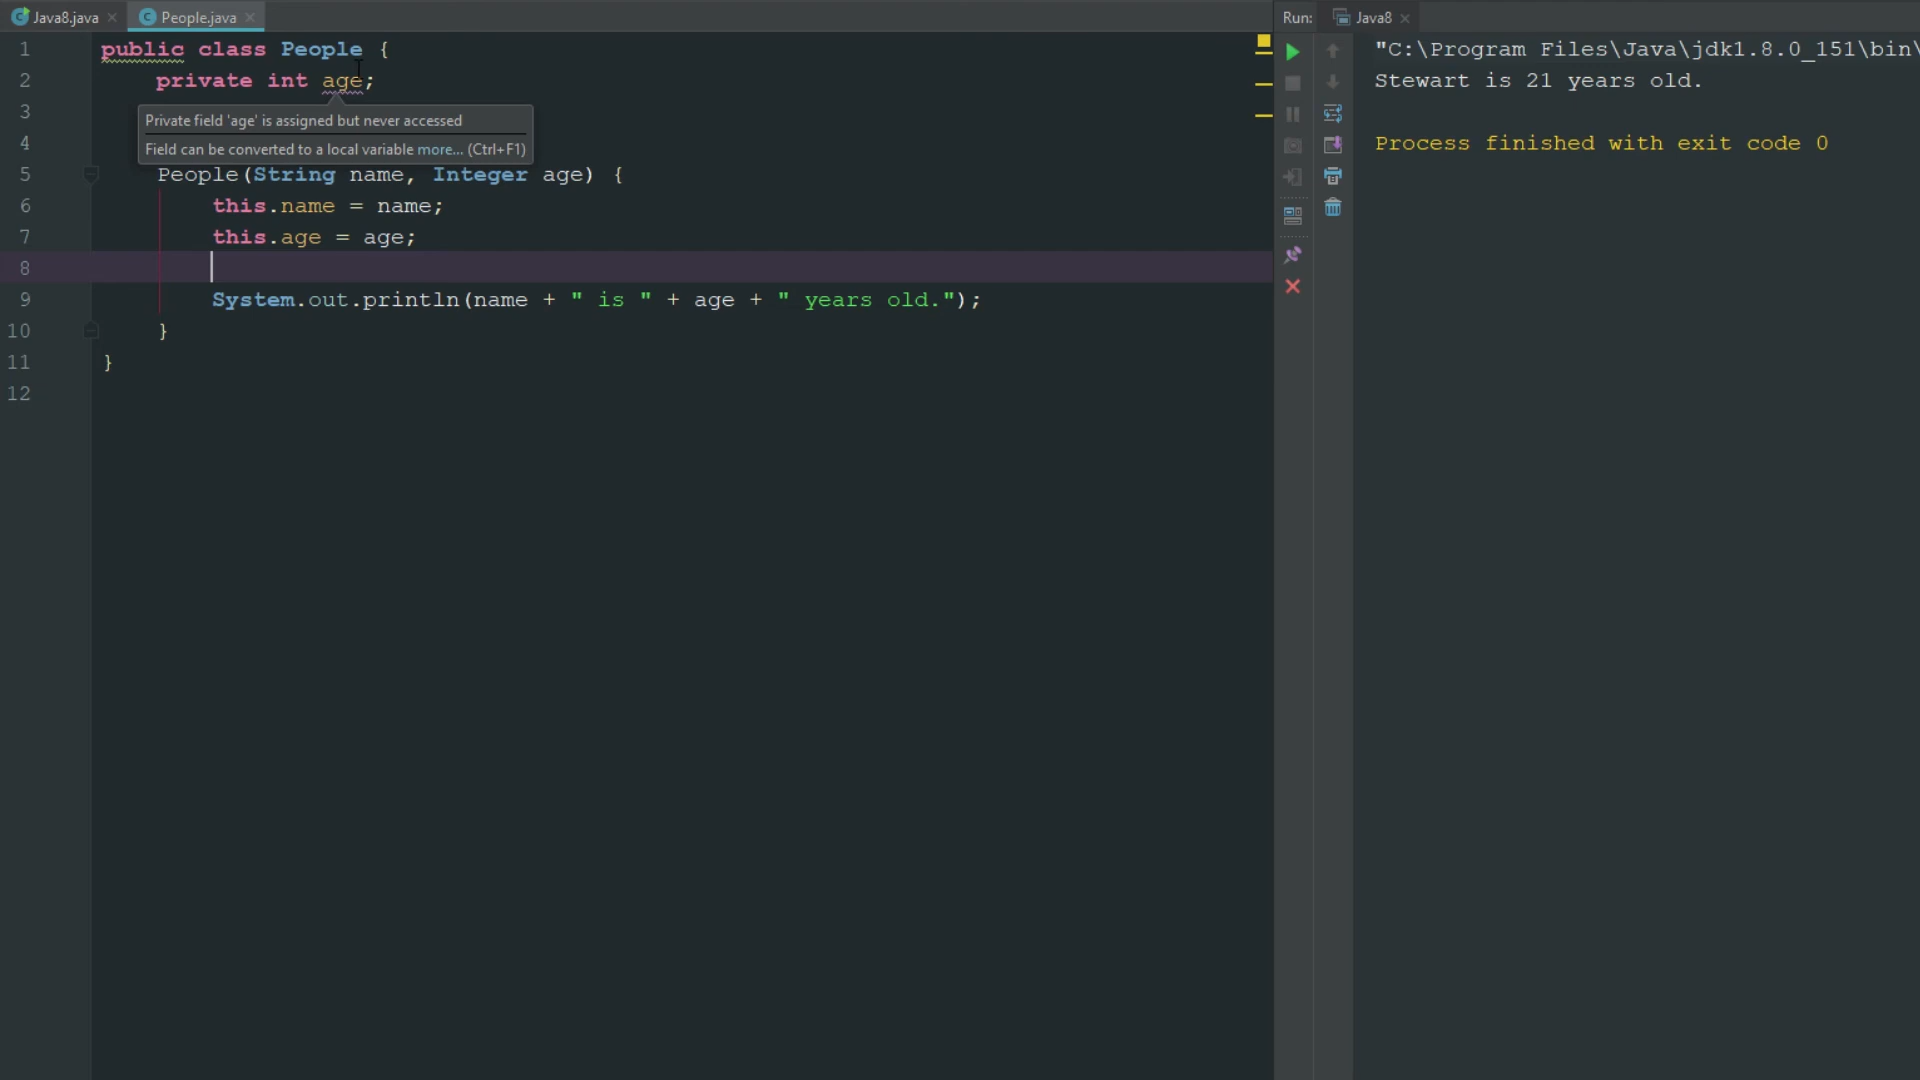 Java8.java
People.java
Run:
Java8
1 public class People {
2 private int age;
3
Private field 'age' is assigned but never accessed
4
Field can be converted to a local variable more... (Ctrl+F1)
5 People(String name, Integer age) {
6 this.name = name;
7 this.age = age;
8
9 System.out.println(name + " is " + age + " years old.");
10 }
11 }
12
"C:\Program Files\Java\jdk1.8.0_151\bin\
Stewart is 21 years old.
Process finished with exit code 0